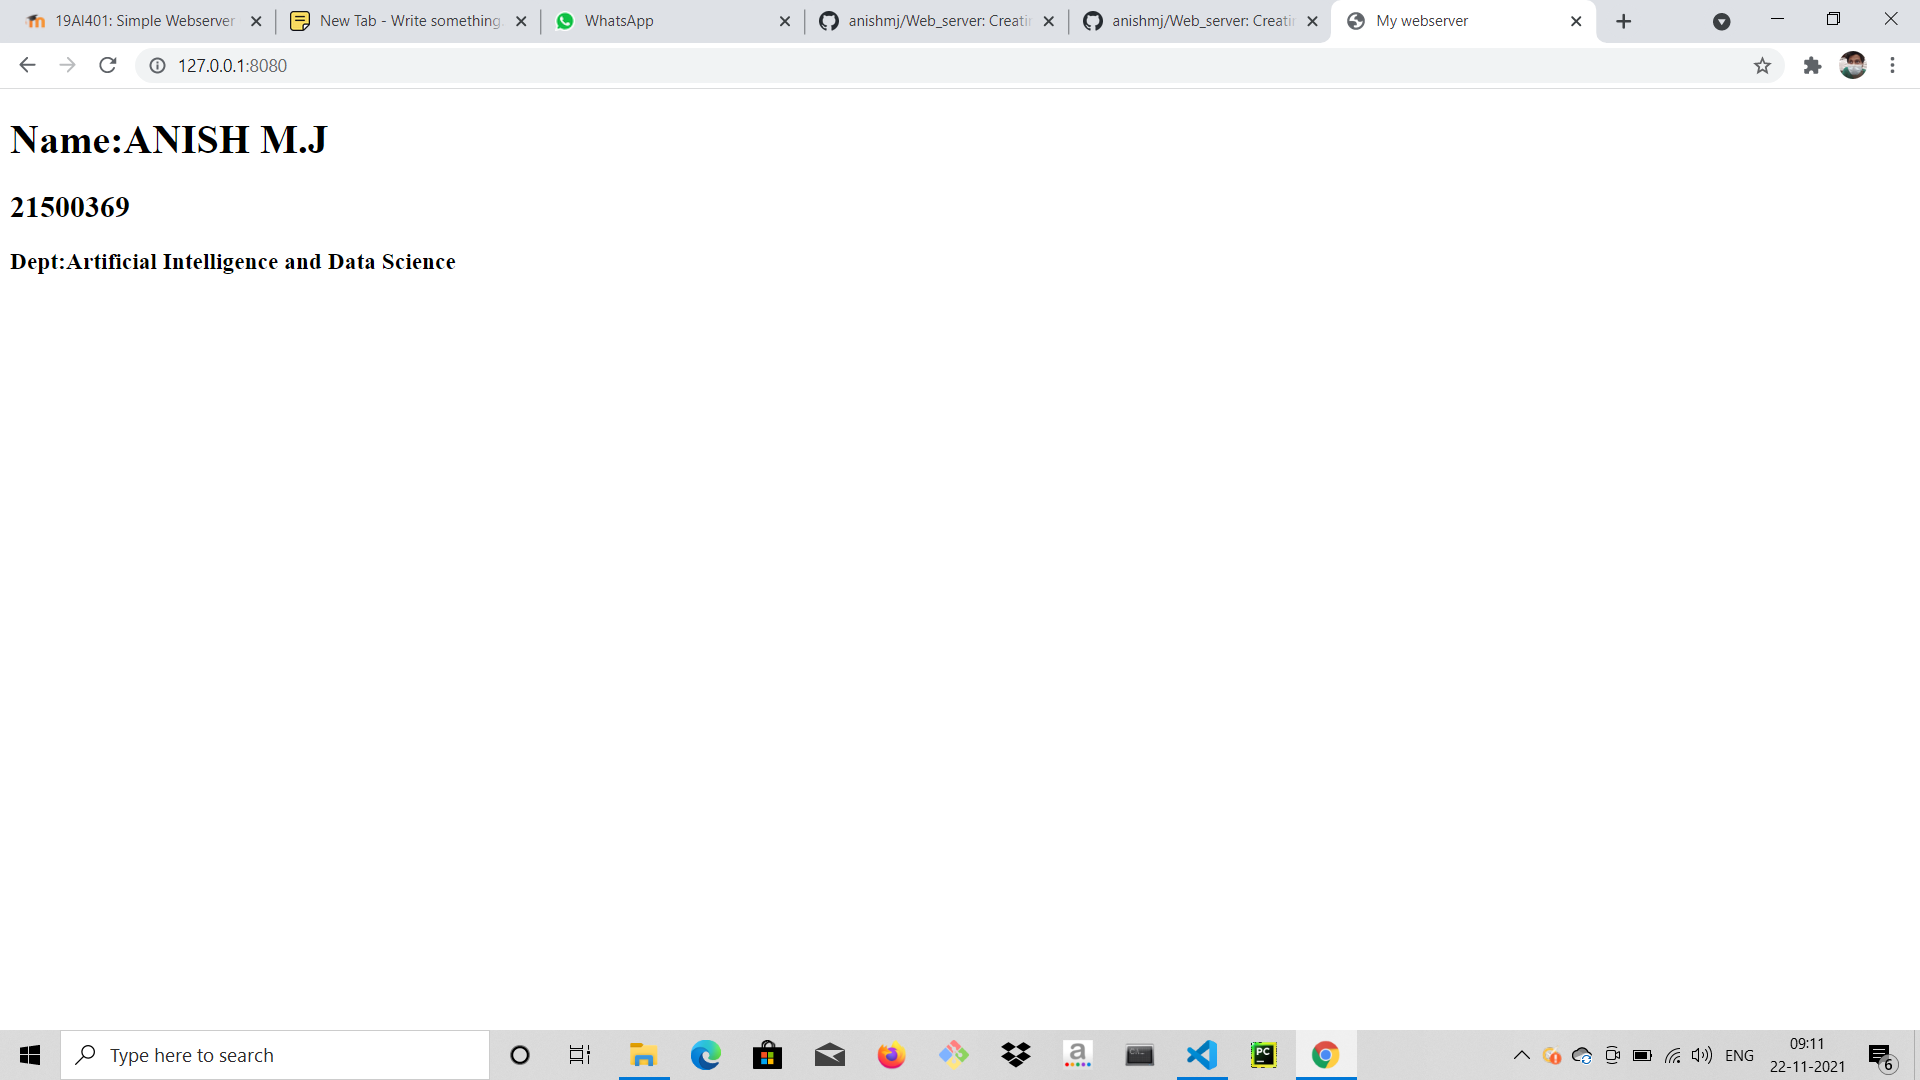 19AI401: Simple Webserver
New Tab - Write something
WhatsApp
anishmj/Web_server: Creati
anishmj/Web_server: Creati
My webserver
127.0.0.1:8080
Name:ANISH M.J
21500369
Dept:Artificial Intelligence and Data Science
Type here to search
a
C:\
PC
ENG
09:11
22-11-2021
6